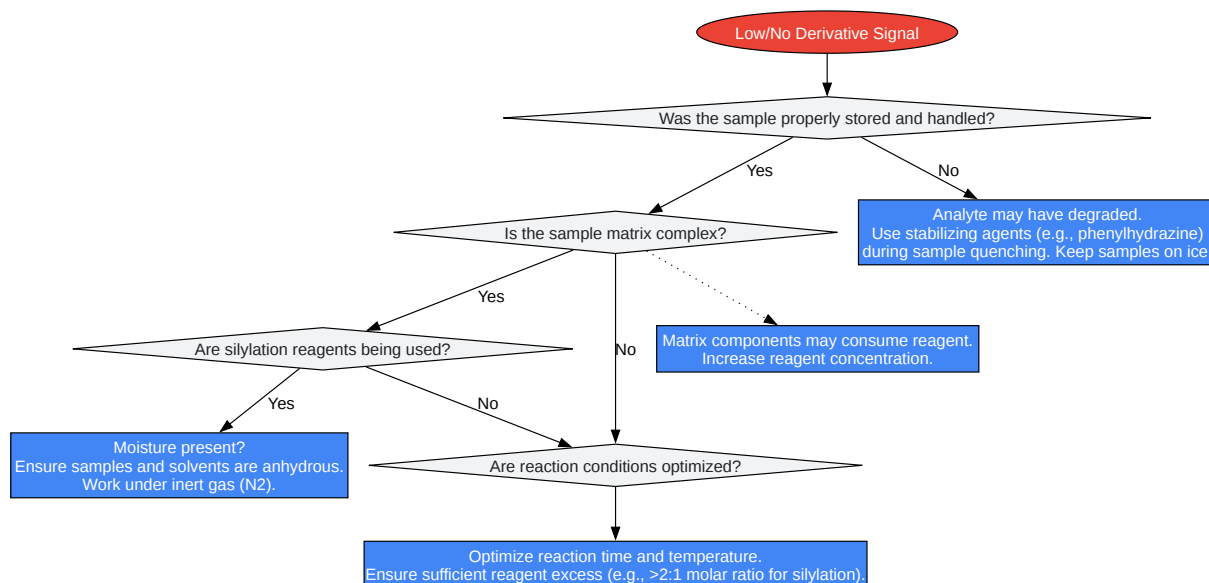 Low/No Derivative Signal
Was the sample properly stored and handled?
Yes
No
Analyte may have degraded.
Use stabilizing agents (e.g., phenylhydrazine)
during sample quenching. Keep samples on ice
Is the sample matrix complex?
Yes
No
Matrix components may consume reagent.
Increase reagent concentration.
Are silylation reagents being used?
Yes
No
Moisture present?
Ensure samples and solvents are anhydrous.
Work under inert gas (N2).
Are reaction conditions optimized?
Optimize reaction time and temperature.
Ensure sufficient reagent excess (e.g., >2:1 molar ratio for silylation).